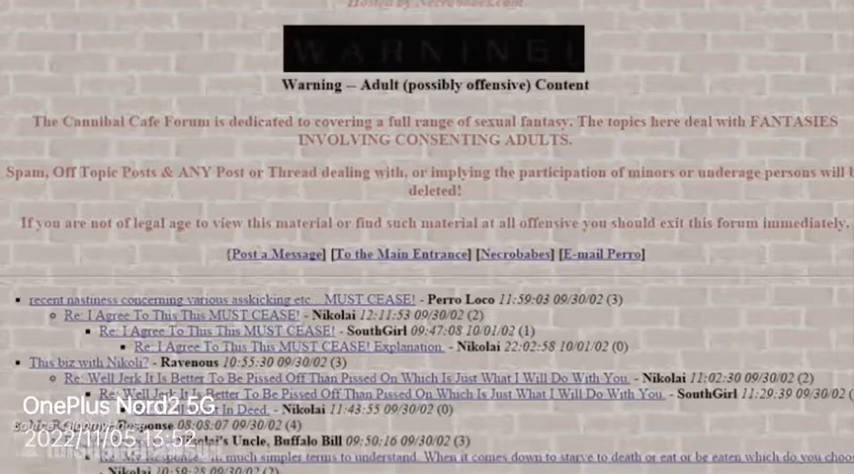 Hosted by Necrobabes.com
WARNING!
Warning -- Adult (possibly offensive) Content
The Cannibal Cafe Forum is dedicated to covering a full range of sexual fantasy. The topics here deal with FANTASIES
INVOLVING CONSENTING ADULTS.
Spam, Off Topic Posts & ANY Post or Thread dealing with, or implying the participation of minors or underage persons will b
deleted!
If you are not of legal age to view this material or find such material at all offensive you should exit this forum immediately.
[Post a Message] [To the Main Entrance] [Necrobabes] [E-mail Perro]
recent nastiness concerning various asskicking etc... MUST CEASE! - Perro Loco 11:59:03 09/30/02 (3)
Re: I Agree To This This MUST CEASE! - Nikolai 12:11:53 09/30/02 (2)
Re: I Agree To This This MUST CEASE! - SouthGirl 09:47:08 10/01/02 (1)
Re: I Agree To This This MUST CEASE! Explanation. - Nikolai 22:02:58 10/01/02 (0)
This biz with Nikoli? - Ravenous 10:55:30 09/30/02 (3)
Re: Well Jerk It Is Better To Be Pissed Off Than Pissed On Which Is Just What I Will Do With You. - Nikolai 11:02:30 09/30/02 (2)
Re: Well Jerk It Is Better To Be Pissed Off Than Pissed On Which Is Just What I Will Do With You. - SouthGirl 11:29:39 09/30/02 (
In Deed. - Nikolai 11:43:55 09/30/02 (0)
OnePlus Nord2 5G
Response 08:08:07 09/30/02 (4)
2022/11/05 13:52
Nikolai's Uncle, Buffalo Bill 09:50:16 09/30/02 (3)
Re: My Response: It much simpler terms to understand. When it comes down to starve to death or eat or be eaten which do you choo
Nikolai 10:59:28 09/30/02 (2)